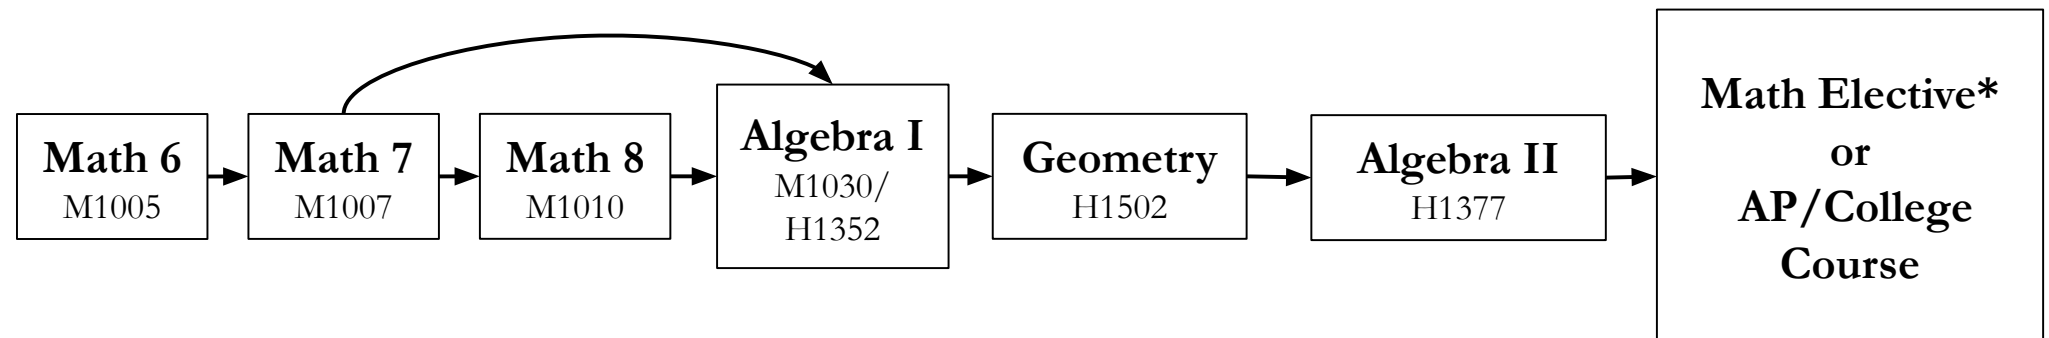 Math 6
M1005
Math 7
M1007
Math 8
M1010
Algebra I
M1030/
H1352
Geometry
H1502
Algebra II
H1377
Math Elective*
or
AP/College
Course